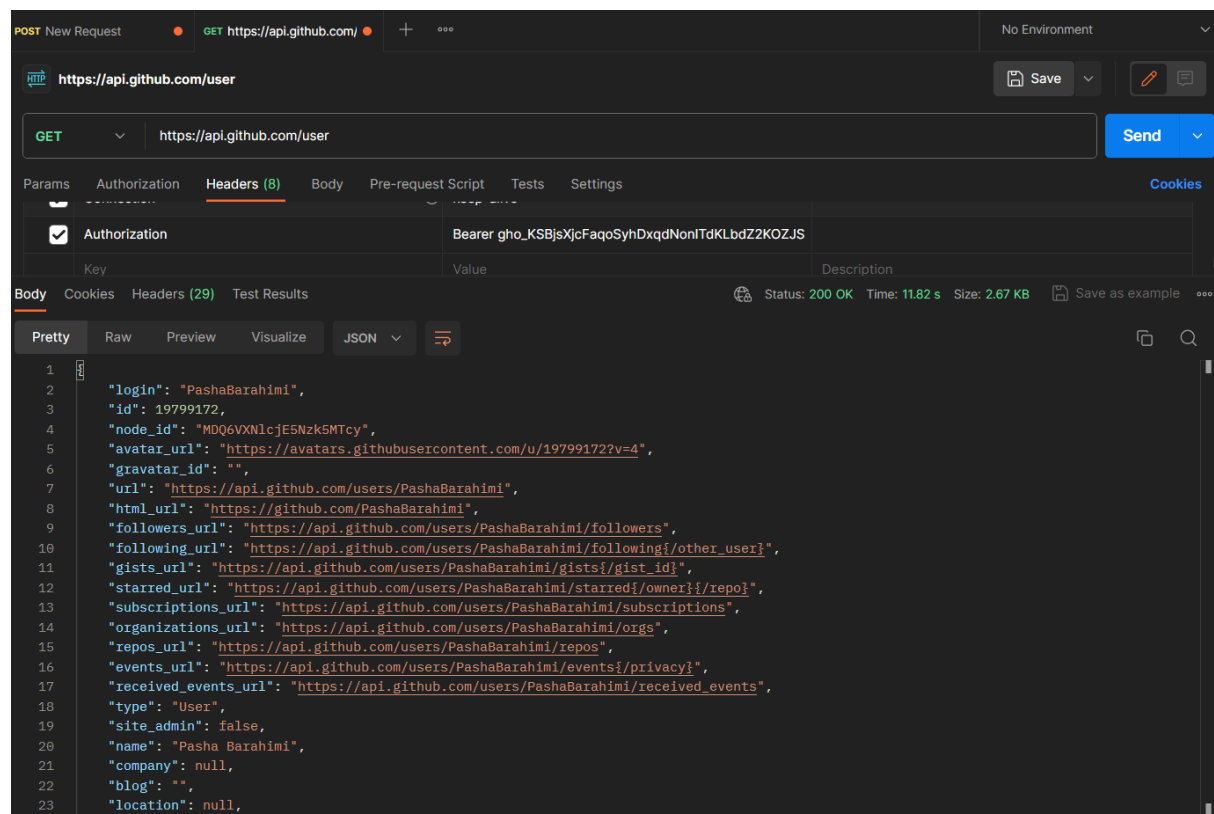 POST New Request GET https://api.github.com/
No Environment
HTTP https://api.github.com/user
Save
GET https://api.github.com/user
Send
Params Authorization Headers (8) Body Pre-request Script Tests Settings Cookies
Authorization Bearer
Key Value Description
Body Cookies Headers (29) Test Results Status: 200 OK Time: 11.82 s Size: 2.67 KB Save as example
Pretty Raw Preview Visualize JSON
1 {
2 "login": "PashaBarahimi",
3 "id": 19799172,
4 "node_id": "MDQ6VXNlcjE5Nzk5MTcy",
5 "avatar_url": "https://avatars.githubusercontent.com/u/19799172?v=4",
6 "gravatar_id": "",
7 "url": "https://api.github.com/users/PashaBarahimi",
8 "html_url": "https://github.com/PashaBarahimi",
9 "followers_url": "https://api.github.com/users/PashaBarahimi/followers",
10 "following_url": "https://api.github.com/users/PashaBarahimi/following{/other_user}",
11 "gists_url": "https://api.github.com/users/PashaBarahimi/gists{/gist_id}",
12 "starred_url": "https://api.github.com/users/PashaBarahimi/starred{/owner}{/repo}",
13 "subscriptions_url": "https://api.github.com/users/PashaBarahimi/subscriptions",
14 "organizations_url": "https://api.github.com/users/PashaBarahimi/orgs",
15 "repos_url": "https://api.github.com/users/PashaBarahimi/repos",
16 "events_url": "https://api.github.com/users/PashaBarahimi/events{/privacy}",
17 "received_events_url": "https://api.github.com/users/PashaBarahimi/received_events",
18 "type": "User",
19 "site_admin": false,
20 "name": "Pasha Barahimi",
21 "company": null,
22 "blog": "",
23 "location": null,